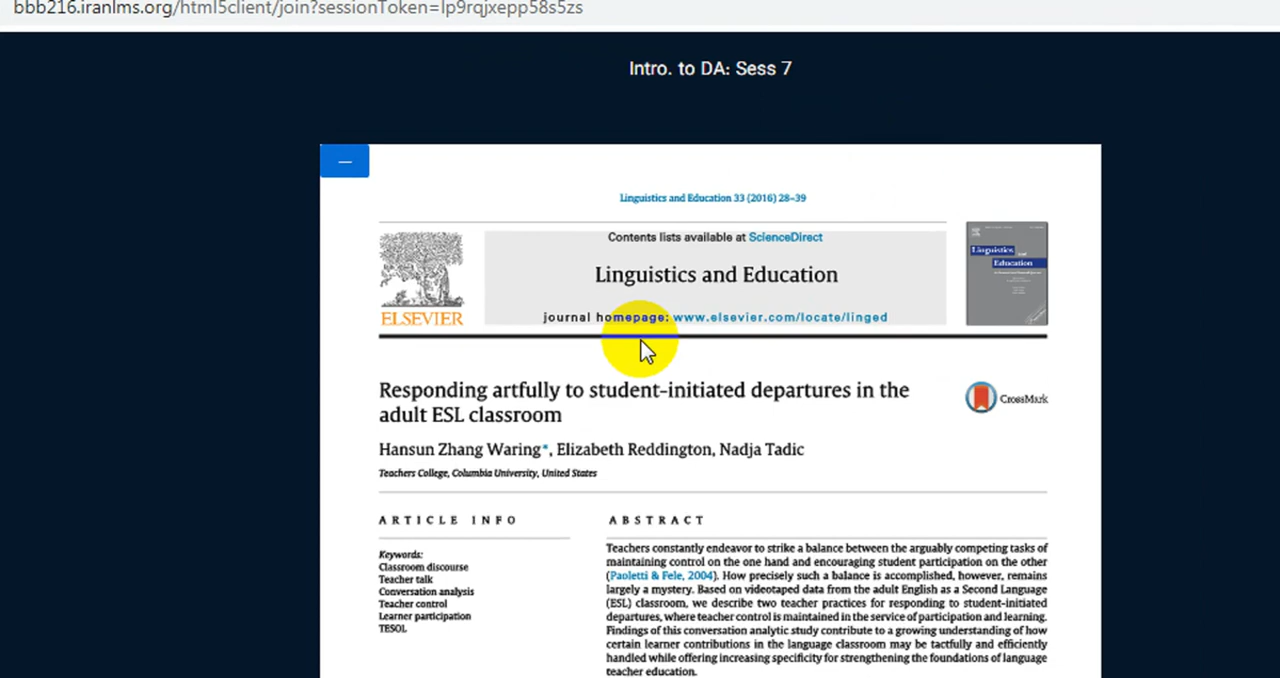 bbb216.iranlms.org/html5client/join?sessionToken=lp9rqjxepp58s5zs
Intro. to DA: Sess 7
Linguistics and Education 33 (2016) 28–39
Contents lists available at ScienceDirect
Linguistics and Education
journal homepage: www.elsevier.com/locate/linged
ELSEVIER
Linguistics
Education
Responding artfully to student-initiated departures in the
adult ESL classroom
CrossMark
Hansun Zhang Waring*, Elizabeth Reddington, Nadja Tadic
Teachers College, Columbia University, United States
ARTICLE INFO
Keywords:
Classroom discourse
Teacher talk
Conversation analysis
Teacher control
Learner participation
TESOL
ABSTRACT
Teachers constantly endeavor to strike a balance between the arguably competing tasks of
maintaining control on the one hand and encouraging student participation on the other
(Paoletti & Fele, 2004). How precisely such a balance is accomplished, however, remains
largely a mystery. Based on videotaped data from the adult English as a Second Language
(ESL) classroom, we describe two teacher practices for responding to student-initiated
departures, where teacher control is maintained in the service of participation and learning.
Findings of this conversation analytic study contribute to a growing understanding of how
certain learner contributions in the language classroom may be tactfully and efficiently
handled while offering increasing specificity for strengthening the foundations of language
teacher education.